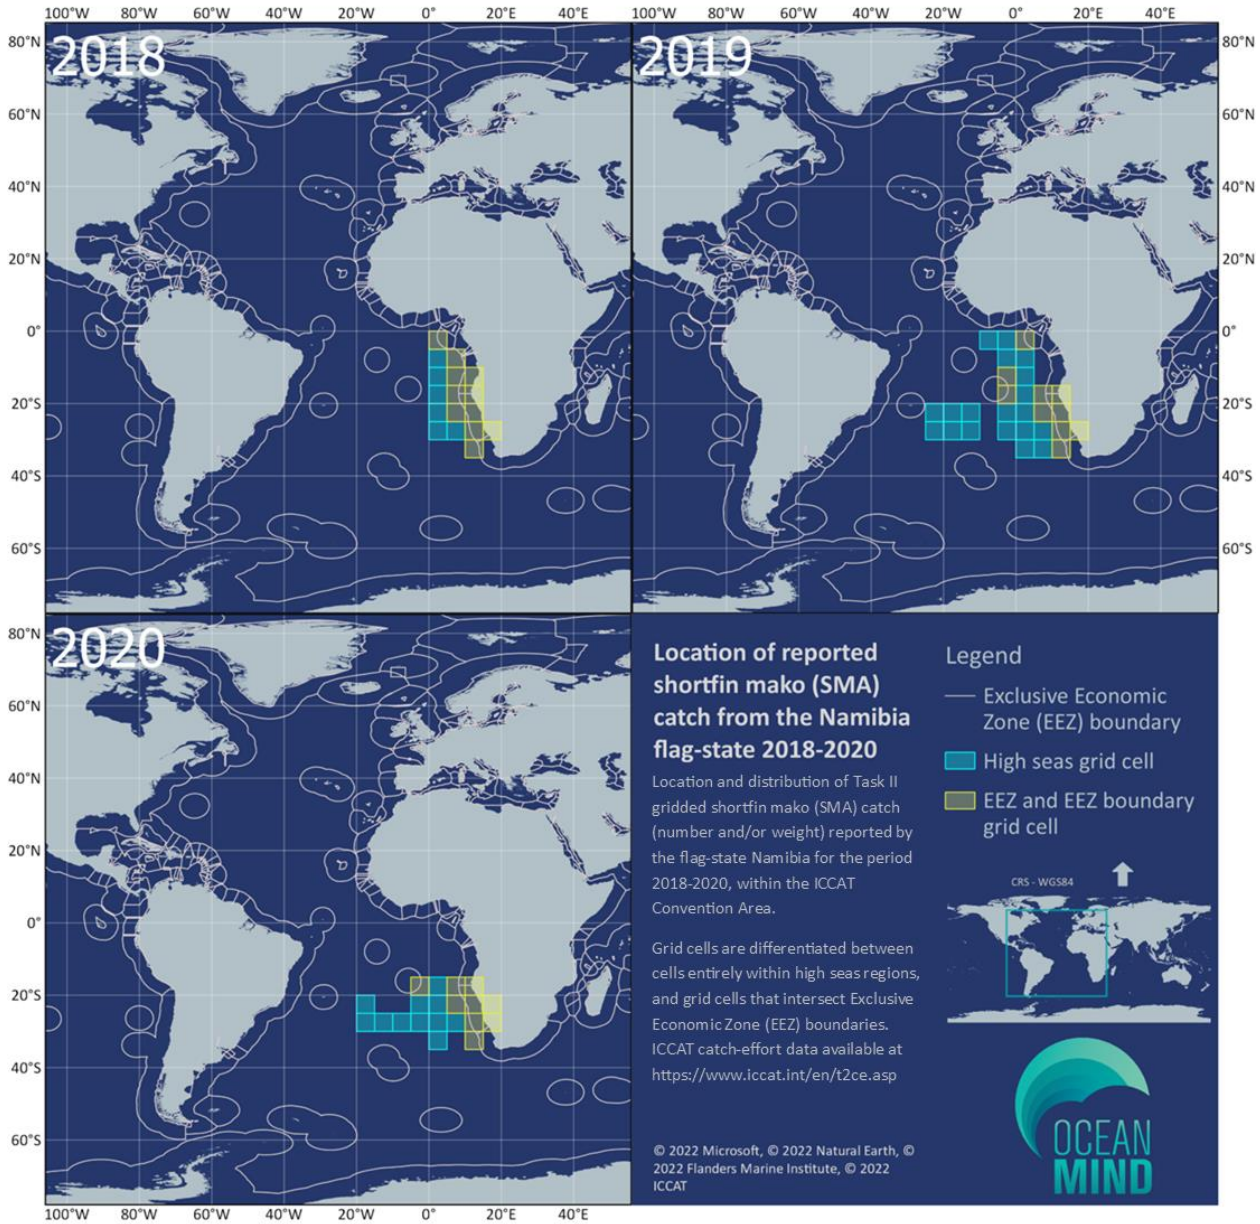 100°W 80°W 60°W 40°W 20°W 0° 20°E 40°E
100°W 80°W 60°W 40°W 20°W 0° 20°E 40°E
2018
2019
80°N
60°N
40°N
20°N
0°
20°S
40°S
60°S
80°N
60°N
40°N
20°N
0°
20°S
40°S
60°S
2020
80°N
60°N
40°N
20°N
0°
20°S
40°S
60°S
100°W 80°W 60°W 40°W 20°W 0° 20°E 40°E
Location of reported
shortfin mako (SMA)
catch from the Namibia
flag-state 2018-2020
Location and distribution of Task II
gridded shortfin mako (SMA) catch
(number and/or weight) reported by
the flag-state Namibia for the period
2018-2020, within the ICCAT
Convention Area.
Grid cells are differentiated between
cells entirely within high seas regions,
and grid cells that intersect Exclusive
Economic Zone (EEZ) boundaries.
ICCAT catch-effort data available at
https://www.iccat.int/en/t2ce.asp
© 2022 Microsoft, © 2022 Natural Earth, ©
2022 Flanders Marine Institute, © 2022
ICCAT
Legend
Exclusive Economic
Zone (EEZ) boundary
High seas grid cell
EEZ and EEZ boundary
grid cell
CRS - WGS84
OCEAN
MIND